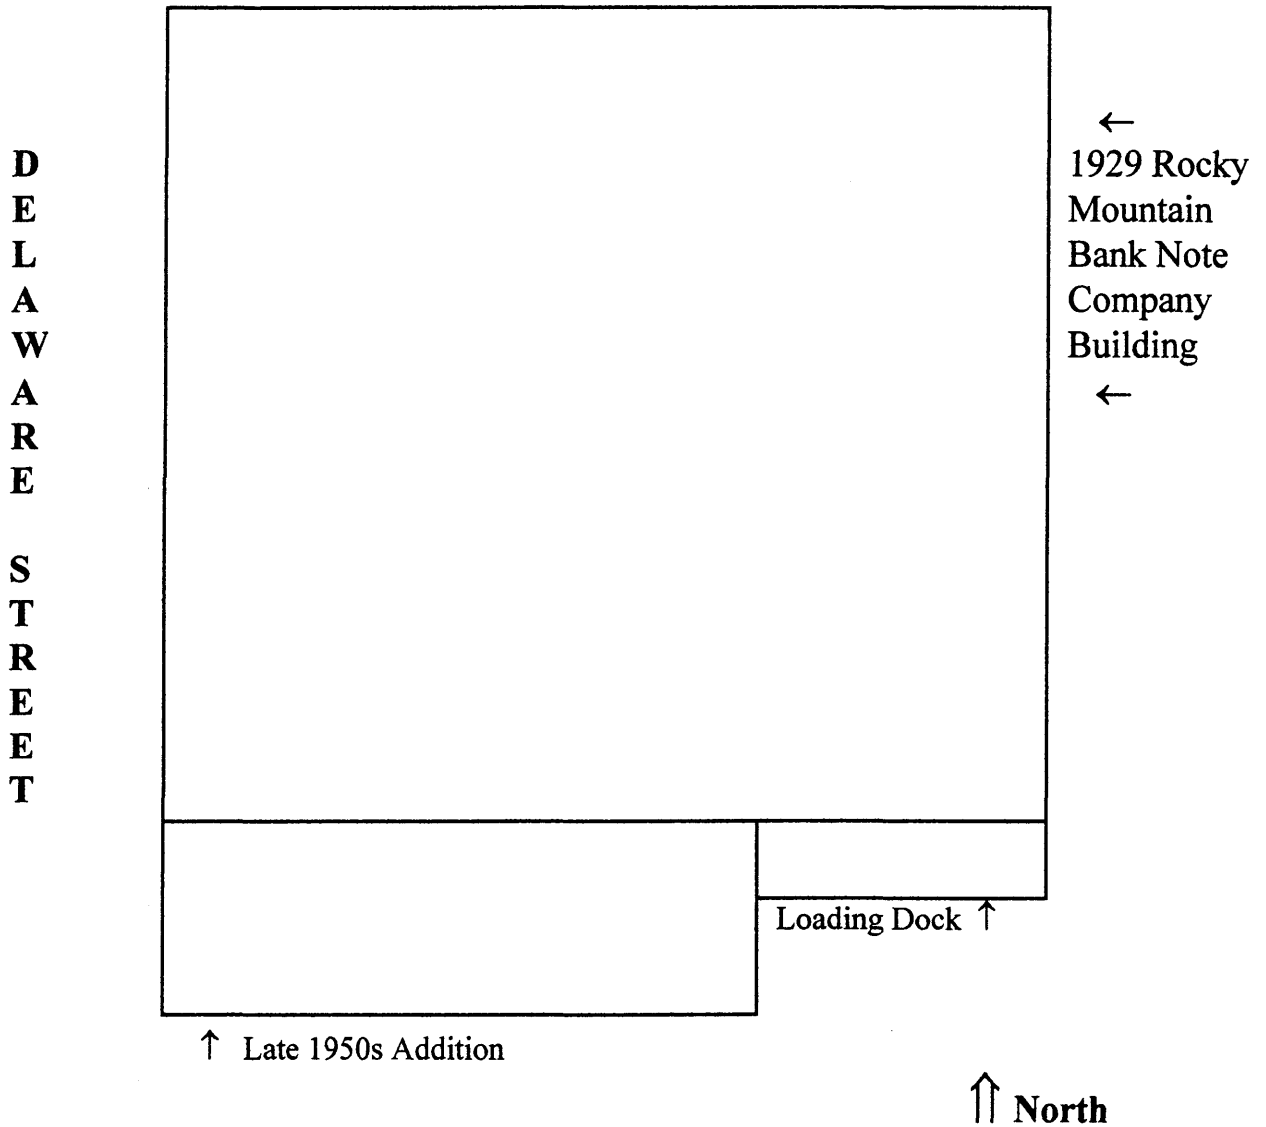 DELAWARE STREET
←
1929 Rocky
Mountain
Bank Note
Company
Building
←
Loading Dock ↑
↑ Late 1950s Addition
⇑ North